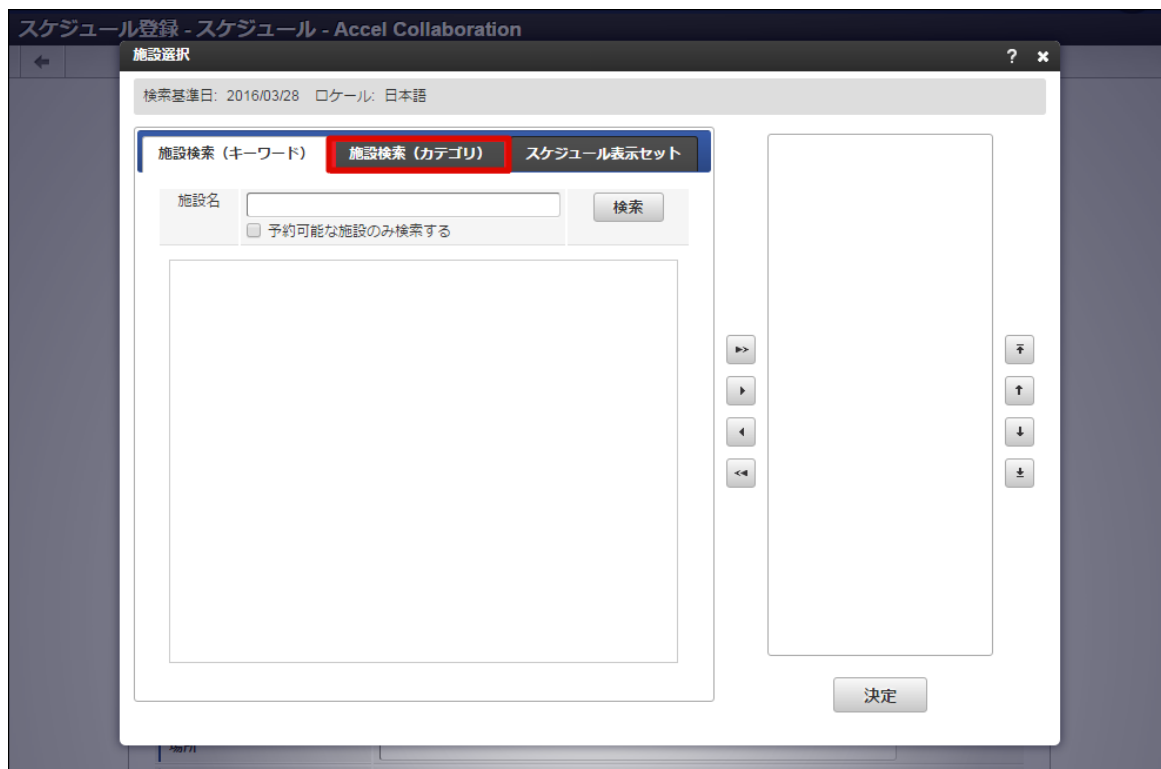 スケジュール登録 - スケジュール - Accel Collaboration
施設選択 ? ×
検索基準日: 2016/03/28 ロケール: 日本語
施設検索（キーワード） 施設検索（カテゴリ） スケジュール表示セット
施設名 検索
予約可能な施設のみ検索する
決定
場所